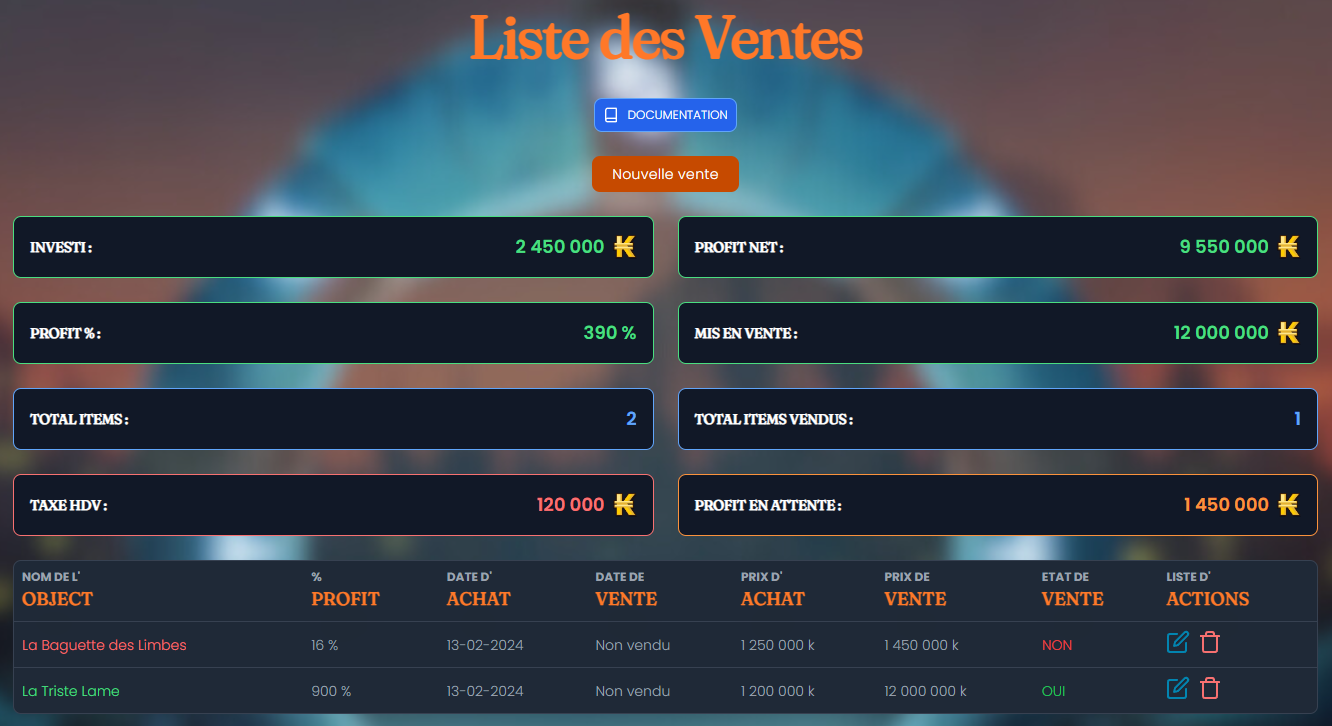 Liste des Ventes
DOCUMENTATION
Nouvelle vente
INVESTI : 2 450 000
PROFIT NET : 9 550 000
PROFIT % : 390 %
MIS EN VENTE : 12 000 000
TOTAL ITEMS : 2
TOTAL ITEMS VENDUS : 1
TAXE HDV : 120 000
PROFIT EN ATTENTE : 1 450 000
NOM DE L' % DATE D' DATE DE PRIX D' PRIX DE ETAT DE LISTE D'
OBJECT PROFIT ACHAT VENTE ACHAT VENTE VENTE ACTIONS
La Baguette des Limbes 16 % 13-02-2024 Non vendu 1 250 000 k 1 450 000 k NON
La Triste Lame 900 % 13-02-2024 Non vendu 1 200 000 k 12 000 000 k OUI